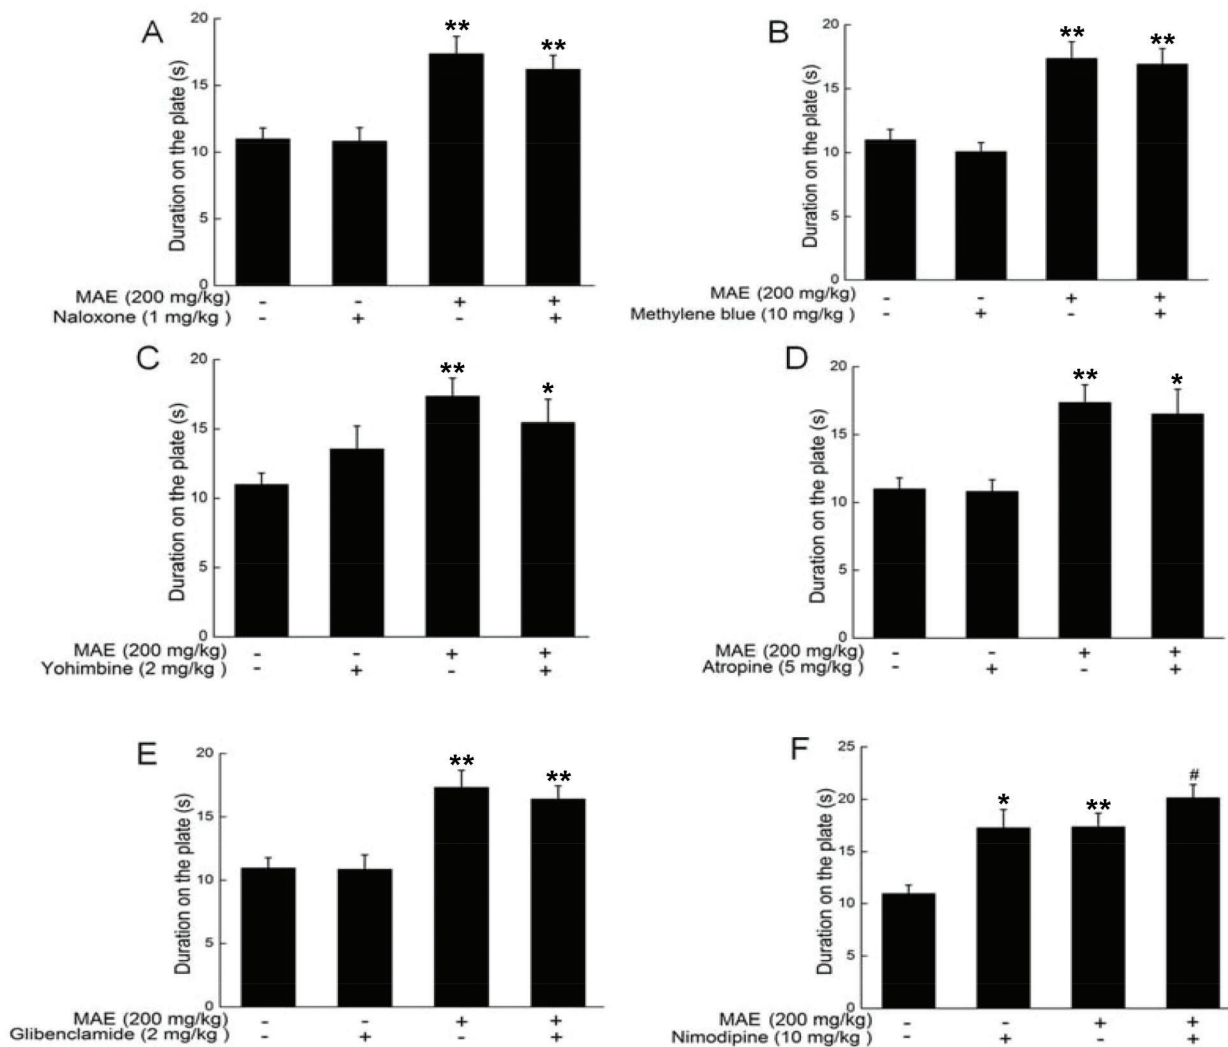 A
Duration on the plate (s)
20
15
10
5
0
** **
MAE (200 mg/kg) - - + +
Naloxone (1 mg/kg ) - + - +
B
Duration on the plate (s)
20
15
10
5
0
** **
MAE (200 mg/kg) - - + +
Methylene blue (10 mg/kg ) - + - +
C
Duration on the plate (s)
20
15
10
5
0
** *
MAE (200 mg/kg) - - + +
Yohimbine (2 mg/kg ) - + - +
D
Duration on the plate (s)
20
15
10
5
0
** *
MAE (200 mg/kg) - - + +
Atropine (5 mg/kg ) - + - +
E
Duration on the plate (s)
20
15
10
5
0
** **
MAE (200 mg/kg) - - + +
Glibenclamide (2 mg/kg ) - + - +
F
Duration on the plate (s)
25
20
15
10
5
0
* ** #
MAE (200 mg/kg) - - + +
Nimodipine (10 mg/kg ) - + - +